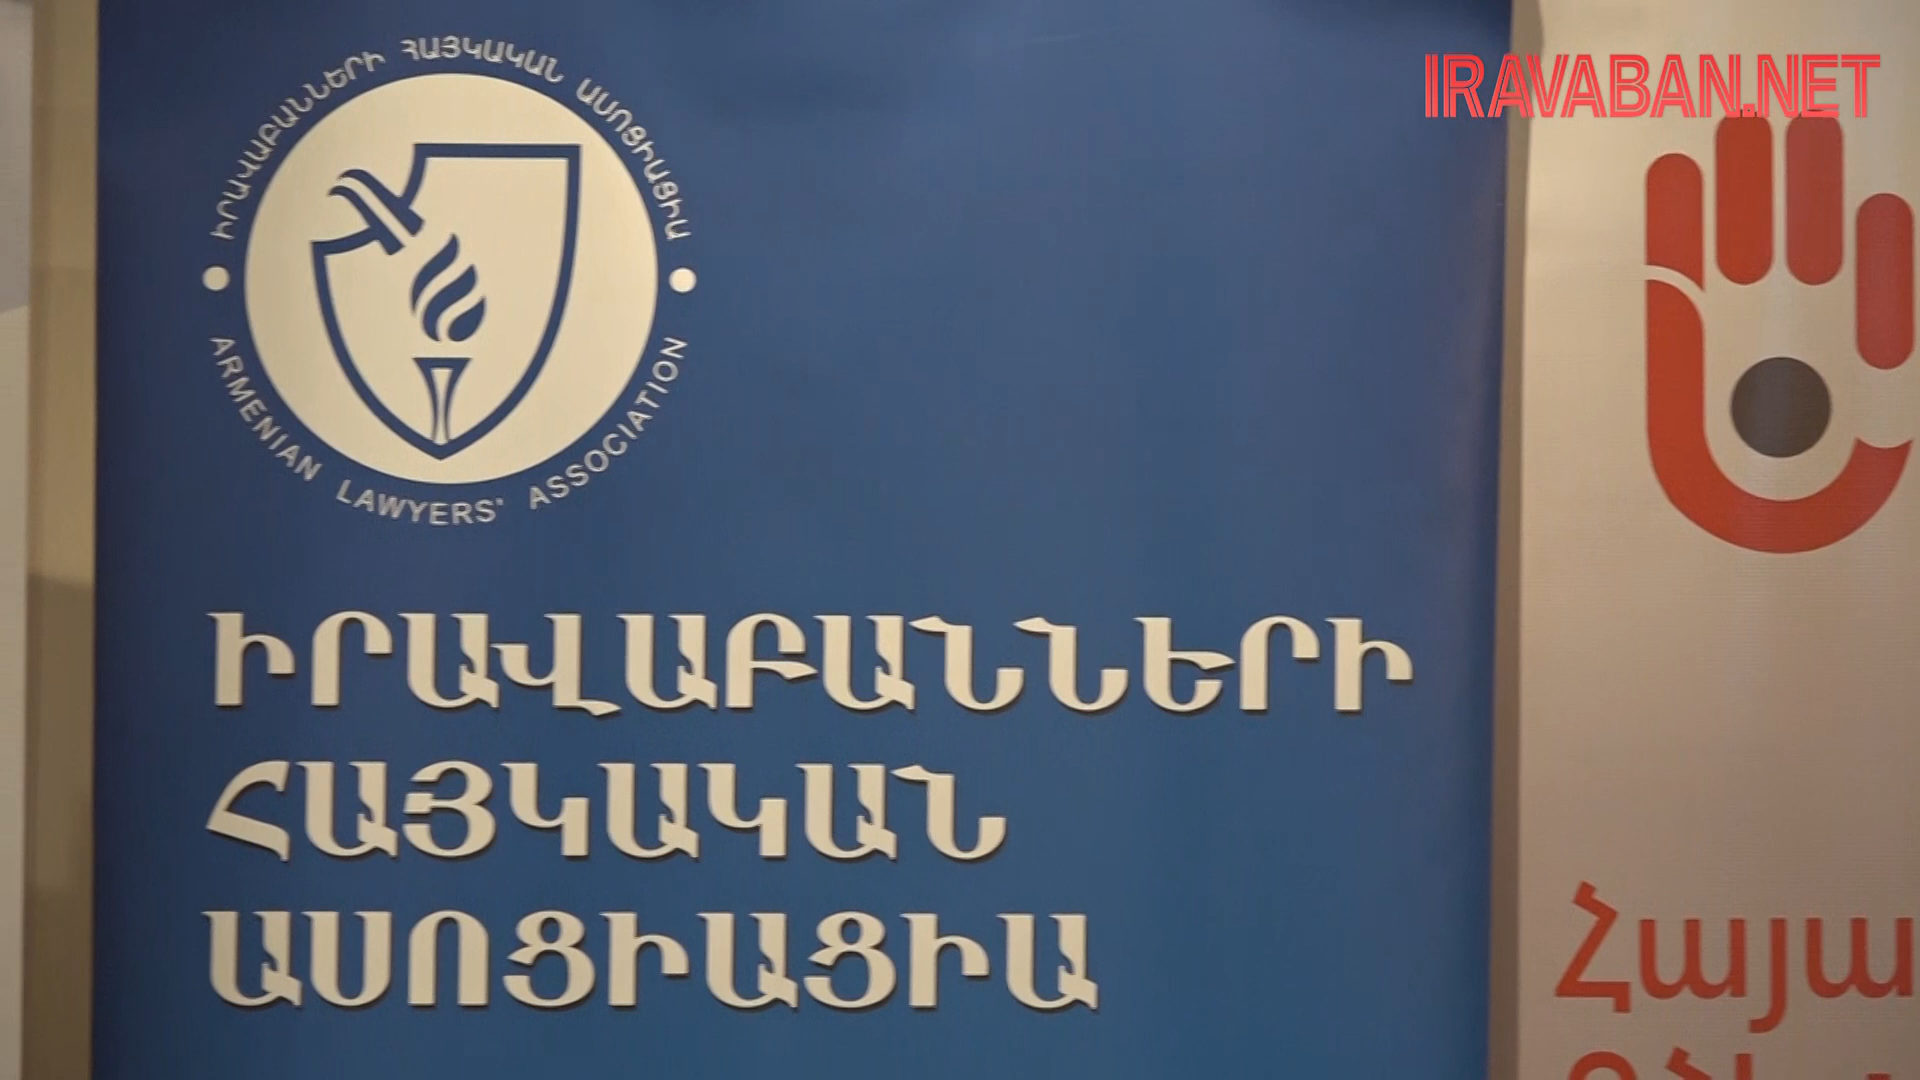 IRAVABAN.NET
ԻՐԱՎԱԲԱՆՆԵՐԻ ՀԱՅԿԱԿԱՆ ԱՍՈՑԻԱՑԻԱ
ARMENIAN LAWYERS' ASSOCIATION
ԻՐԱՎԱԲԱՆՆԵՐԻ
ՀԱՅԿԱԿԱՆ
ԱՍՈՑԻԱՑԻԱ